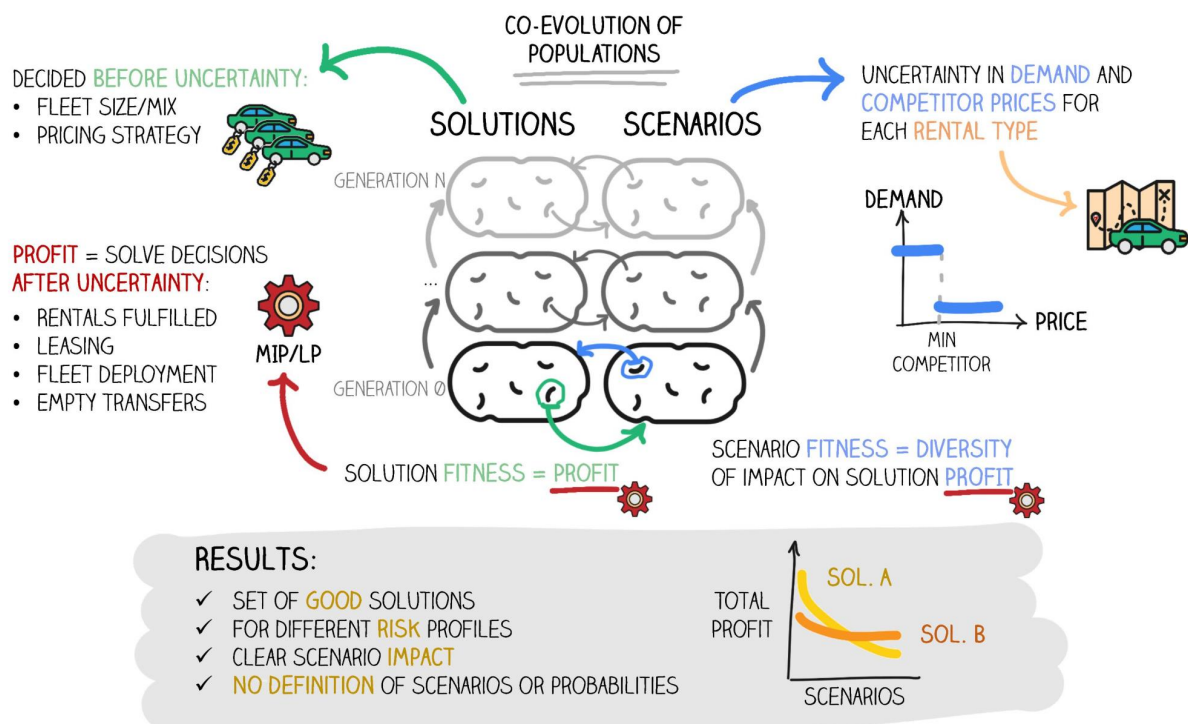 CO-EVOLUTION OF
POPULATIONS
SOLUTIONS
SCENARIOS
DECIDED BEFORE UNCERTAINTY:
• FLEET SIZE/MIX
• PRICING STRATEGY
UNCERTAINTY IN DEMAND AND
COMPETITOR PRICES FOR
EACH RENTAL TYPE
GENERATION N
...
GENERATION Ø
PROFIT = SOLVE DECISIONS
AFTER UNCERTAINTY:
• RENTALS FULFILLED
• LEASING
• FLEET DEPLOYMENT
• EMPTY TRANSFERS
MIP/LP
DEMAND
PRICE
MIN
COMPETITOR
SOLUTION FITNESS = PROFIT
SCENARIO FITNESS = DIVERSITY
OF IMPACT ON SOLUTION PROFIT
RESULTS:
✓ SET OF GOOD SOLUTIONS
✓ FOR DIFFERENT RISK PROFILES
✓ CLEAR SCENARIO IMPACT
✓ NO DEFINITION OF SCENARIOS OR PROBABILITIES
TOTAL
PROFIT
SOL. A
SOL. B
SCENARIOS